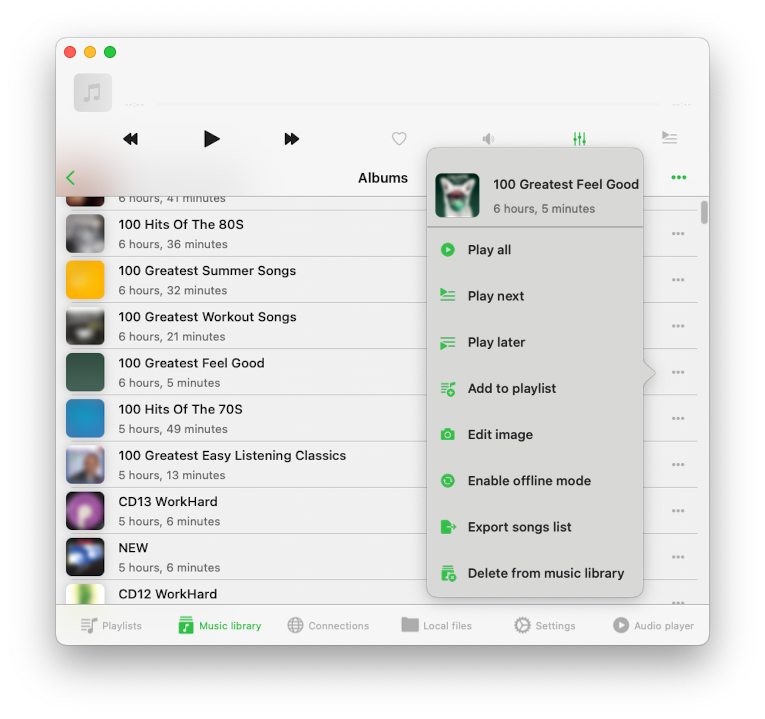 --:--
--:--
Albums
6 hours, 41 minutes
100 Hits Of The 80S
6 hours, 36 minutes
100 Greatest Summer Songs
6 hours, 32 minutes
100 Greatest Workout Songs
6 hours, 21 minutes
100 Greatest Feel Good
6 hours, 5 minutes
100 Hits Of The 70S
5 hours, 49 minutes
100 Greatest Easy Listening Classics
5 hours, 13 minutes
CD13 WorkHard
5 hours, 6 minutes
NEW
5 hours, 6 minutes
CD12 WorkHard
100 Greatest Feel Good
6 hours, 5 minutes
Play all
Play next
Play later
Add to playlist
Edit image
Enable offline mode
Export songs list
Delete from music library
Playlists
Music library
Connections
Local files
Settings
Audio player